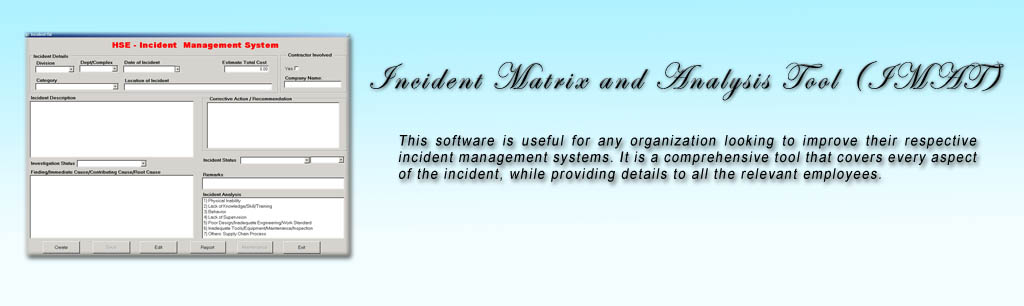 Incident Matrix and Analysis Tool (IMAT)
This software is useful for any organization looking to improve their respective
incident management systems. It is a comprehensive tool that covers every aspect
of the incident, while providing details to all the relevant employees.
HSE - Incident Management System
Incident Details
Contractor Involved
Division
Dept/Complex
Date of Incident
Estimate Total Cost
Yes
0.00
Category
Location of Incident
Company Name:
Incident Description
Corrective Action / Recommendation
Investigation Status
Incident Status
Finding/Immediate Cause/Contributing Cause/Root Cause
Remarks
Incident Analysis
1) Physical Inability
2) Lack of Knowledge/Skill/Training
3) Behavior
4) Lack of Supervision
5) Poor Design/Inadequate Engineering/Work Standard
6) Inadequate Tools/Equipment/Maintenance/Inspection
7) Others: Supply Chain Process
Create
Save
Edit
Report
Maintenance
Exit